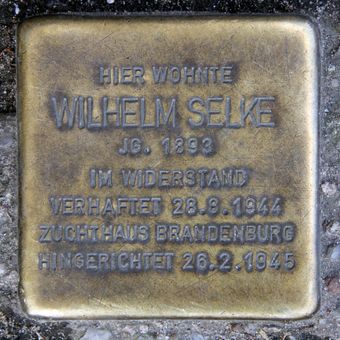 HIER WOHNTE
WILHELM SELKE
JG. 1893
IM WIDERSTAND
VERHAFTET 28.8.1944
ZUCHTHAUS BRANDENBURG
HINGERICHTET 26.2.1945